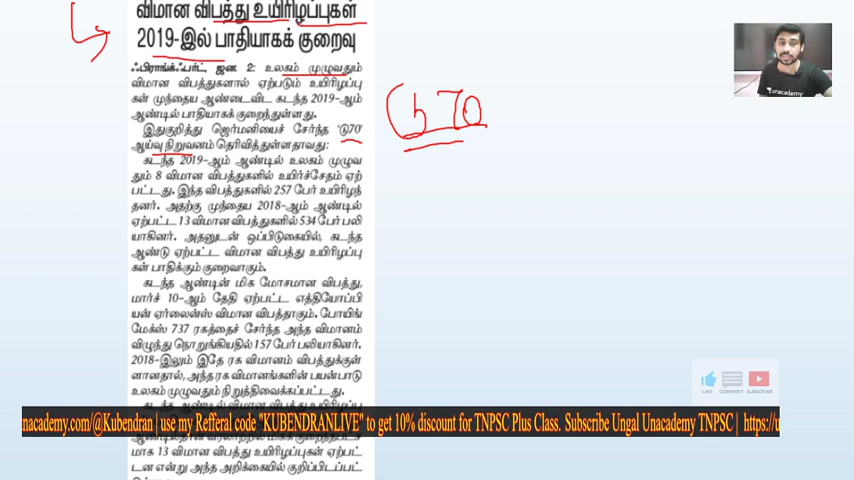 விமான விபத்து உயிரிழப்புகள்
2019-இல் பாதியாகக் குறைவு
ஃபிராங்க்ஃபர்ட், ஜன. 2: உலகம் முழுவதும்
விமான விபத்துகளால் ஏற்படும் உயிரிழப்பு
கள் முந்தைய ஆண்டைவிட கடந்த 2019-ஆம்
ஆண்டில் பாதியாகக் குறைந்துள்ளது.
இதுகுறித்து ஜெர்மனியைச் சேர்ந்த 'டு70'
ஆய்வு நிறுவனம் தெரிவித்துள்ளதாவது:
கடந்த 2019-ஆம் ஆண்டில் உலகம் முழுவ
தும் 8 விமான விபத்துகளில் உயிர்ச்சேதம் ஏற்
பட்டது. இந்த விபத்துகளில் 257 பேர் உயிரிழந்
தனர். அதற்கு முந்தைய 2018-ஆம் ஆண்டில்
ஏற்பட்ட 13 விமான விபத்துகளில் 534 பேர் பலி
யாகினர். அதனுடன் ஒப்பிடுகையில், கடந்த
ஆண்டு ஏற்பட்ட விமான விபத்து உயிரிழப்பு
கள் பாதிக்கும் குறைவாகும்.
கடந்த ஆண்டின் மிக மோசமான விபத்து,
மார்ச் 10-ஆம் தேதி ஏற்பட்ட எத்தியோப்பி
யன் ஏர்லைன்ஸ் விமான விபத்தாகும். போயிங்
மேக்ஸ் 737 ரகத்தைச் சேர்ந்த அந்த விமானம்
விழுந்து நொறுங்கியதில் 157 பேர் பலியாகினர்.
2018-இலும் இதே ரக விமானம் விபத்துக்குள்
ளானதால், அந்த ரக விமானங்களின் பயன்பாடு
உலகம் முழுவதும் நிறுத்திவைக்கப்பட்டது.
கடந்த ஆண்டில் விமான விபத்து உயிரிழப்பு
மாக 13 விமான விபத்துஉயிரிழப்புகள் ஏற்பட்
டன என்று அந்த அறிக்கையில் குறிப்பிடப்பட்
70
unacademy
LIKE COMMENT SUBSCRIBE
unacademy.com/@Kubendran | use my Refferal code "KUBENDRANLIVE" to get 10% discount for TNPSC Plus Class. Subscribe Ungal Unacademy TNPSC | https://u